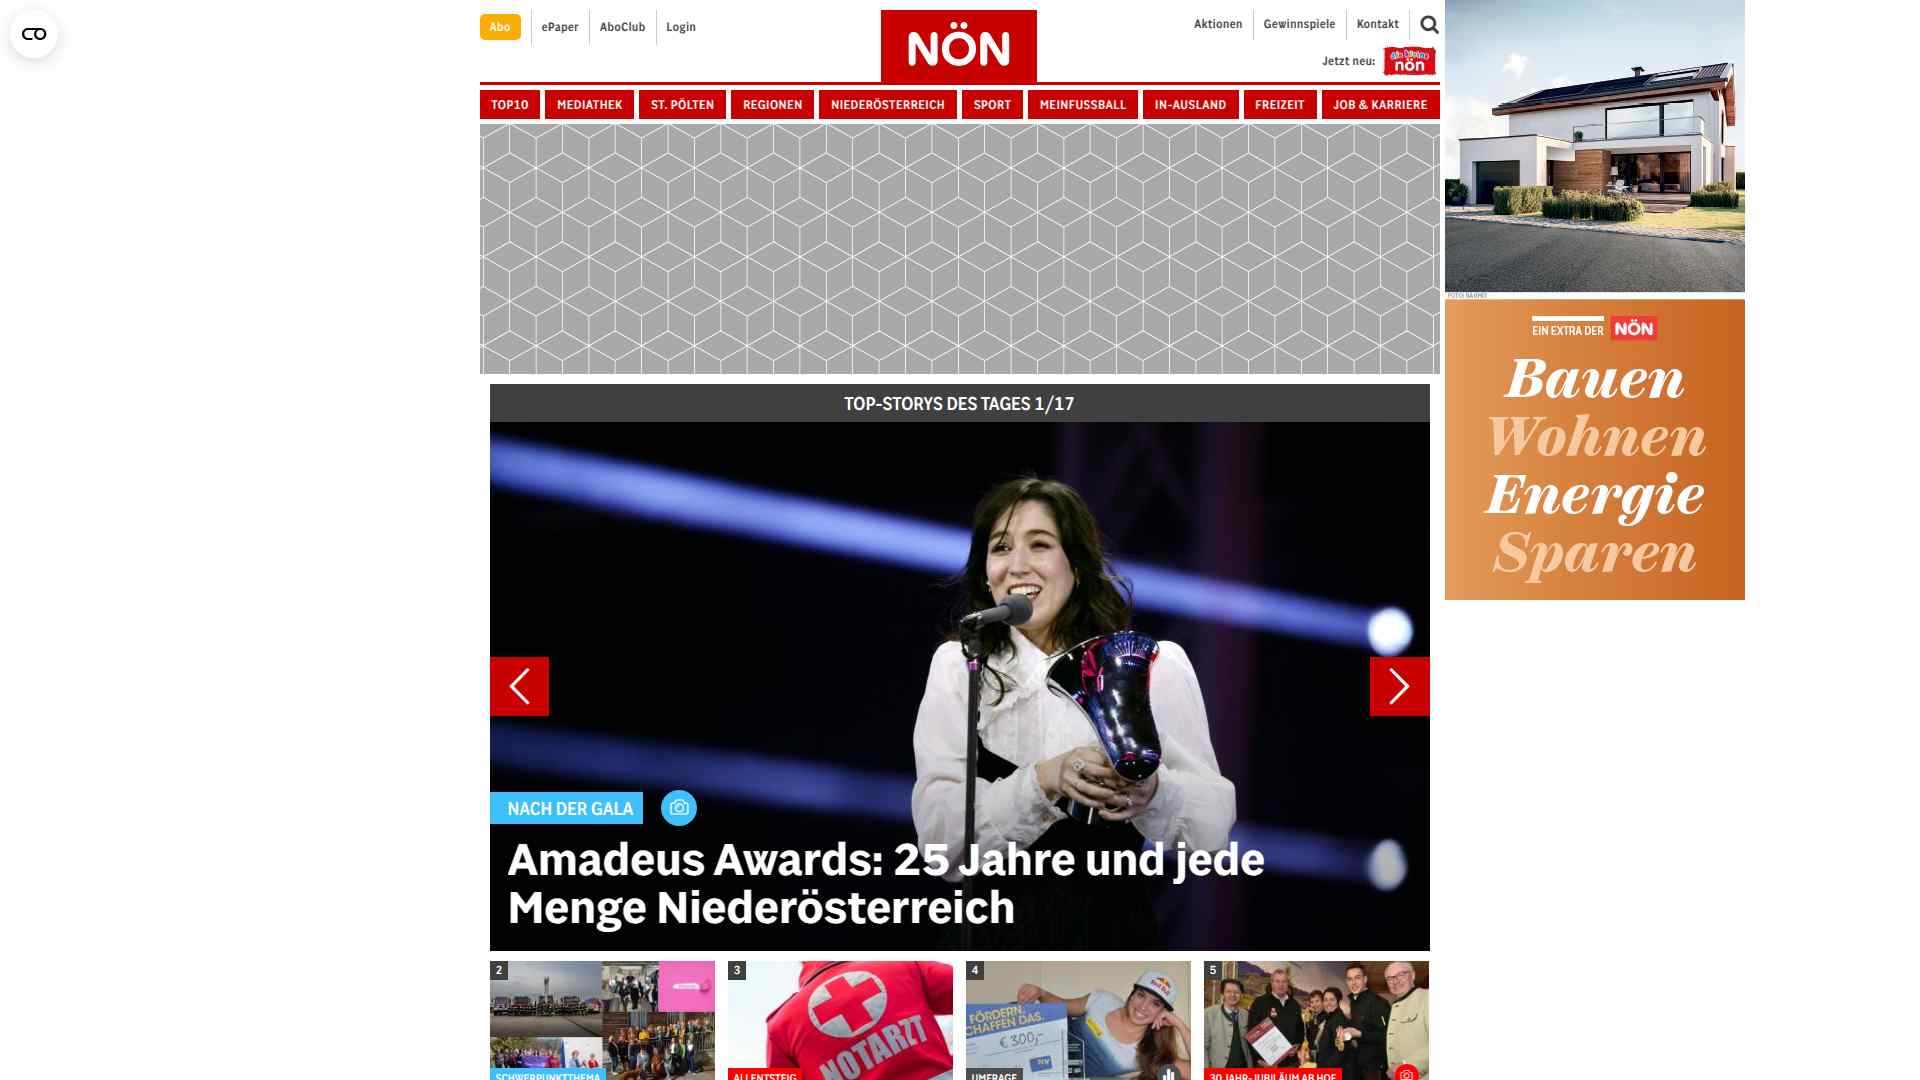 Abo
ePaper
AboClub
Login
NÖN
Aktionen
Gewinnspiele
Kontakt
Jetzt neu:
die kleine
nön
TOP10
MEDIATHEK
ST. PÖLTEN
REGIONEN
NIEDERÖSTERREICH
SPORT
MEINFUSSBALL
IN-AUSLAND
FREIZEIT
JOB & KARRIERE
EIN EXTRA DER NÖN
Bauen
Wohnen
Energie
Sparen
TOP-STORYS DES TAGES 1/17
NACH DER GALA
Amadeus Awards: 25 Jahre und jede
Menge Niederösterreich
2
SCHWERPUNKTTHEMA
3
NOTARZT
ALLENTSTEIG
4
FÖRDERN.
SCHAFFEN DAS.
€ 300,-
NV
Red Bull
UMFRAGE
5
30 JAHR-JUBILÄUM AB HOF